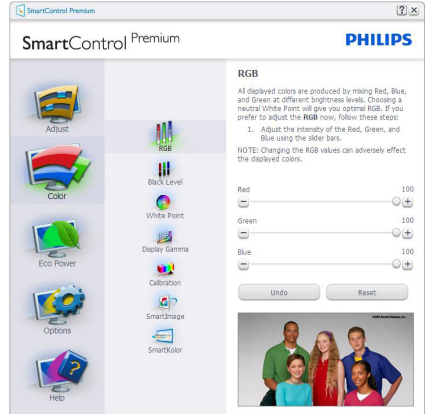 SmartControl Premium
SmartControl Premium
PHILIPS
Adjust
Color
Eco Power
Options
Help
RGB
Black Level
White Point
Display Gamma
Calibration
SmartImage
SmartKolor
RGB
All displayed colors are produced by mixing Red, Blue,
and Green at different brightness levels. Choosing a
neutral White Point will give you optimal RGB. If you
prefer to adjust the RGB now, follow these steps:
1. Adjust the intensity of the Red, Green, and
Blue using the slider bars.
NOTE: Changing the RGB values can adversely effect
the displayed colors.
Red 100
Green 100
Blue 100
Undo Reset